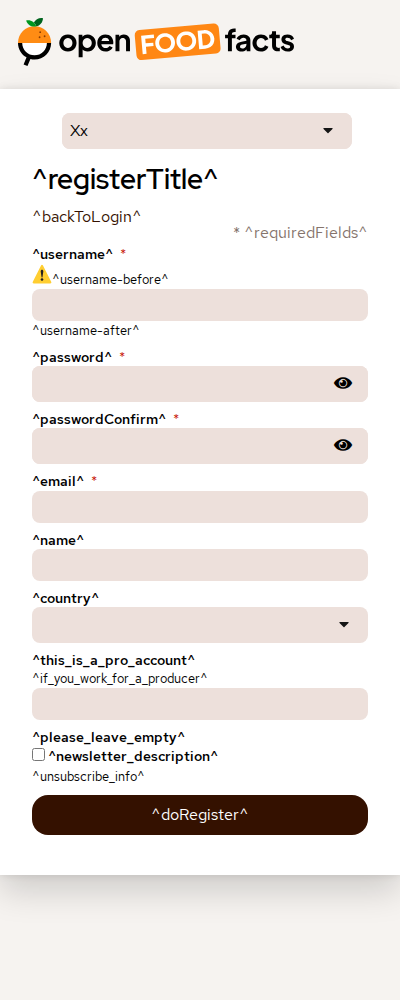 open FOOD facts
Xx
^registerTitle^
^backToLogin^
* ^requiredFields^
^username^ *
⚠️^username-before^
^username-after^
^password^ *
^passwordConfirm^ *
^email^ *
^name^
^country^
^this_is_a_pro_account^
^if_you_work_for_a_producer^
^please_leave_empty^
^newsletter_description^
^unsubscribe_info^
^doRegister^